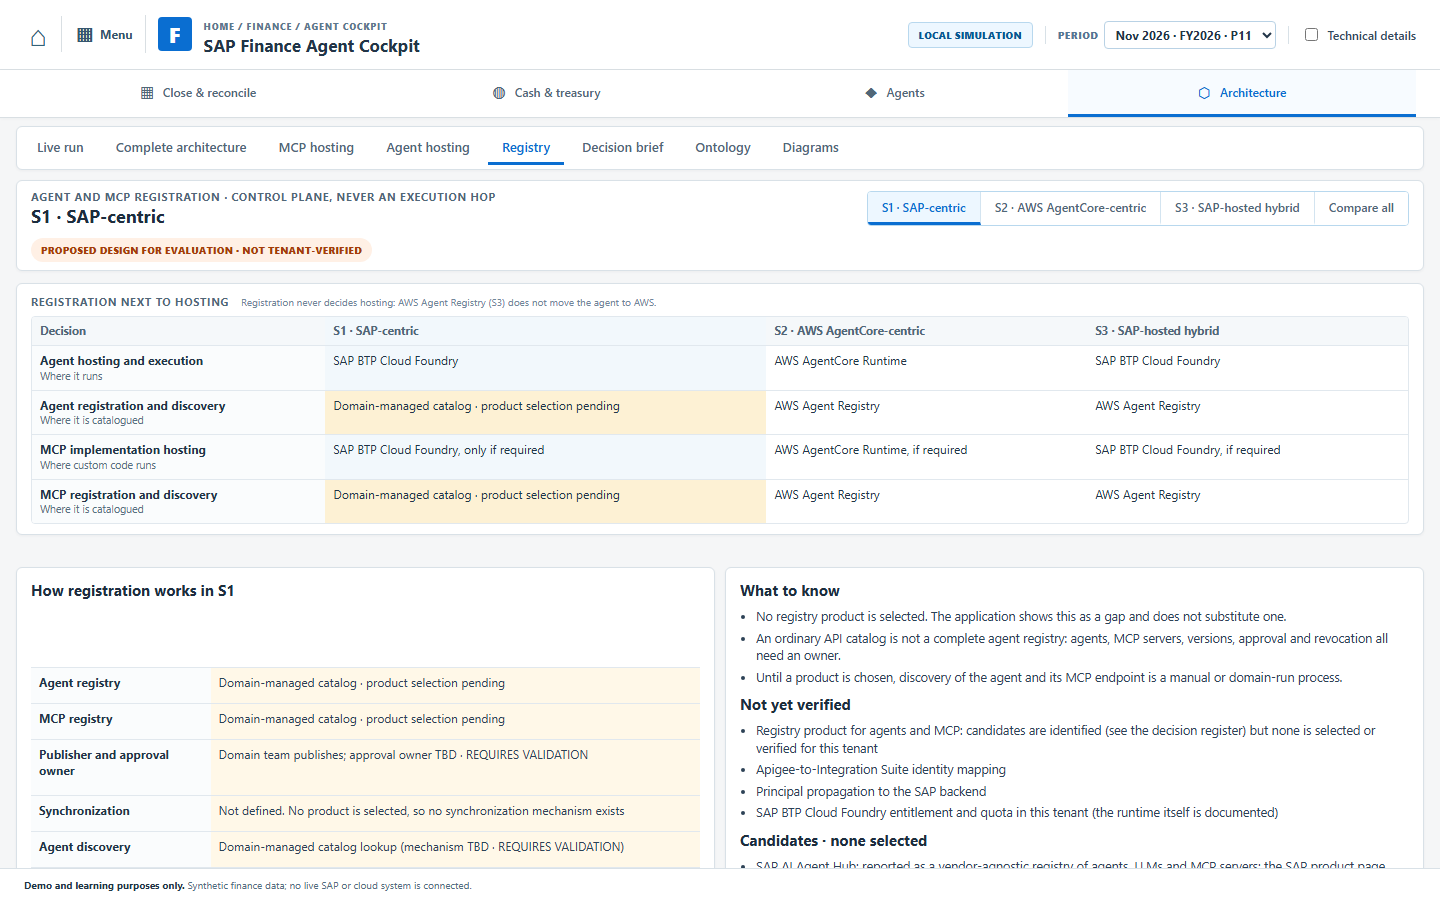 Menu
F
HOME / FINANCE / AGENT COCKPIT
SAP Finance Agent Cockpit
LOCAL SIMULATION
PERIOD
Nov 2026 · FY2026 · P11
Technical details
Close & reconcile
Cash & treasury
Agents
Architecture
Live run
Complete architecture
MCP hosting
Agent hosting
Registry
Decision brief
Ontology
Diagrams
AGENT AND MCP REGISTRATION · CONTROL PLANE, NEVER AN EXECUTION HOP
S1 · SAP-centric
PROPOSED DESIGN FOR EVALUATION · NOT TENANT-VERIFIED
S1 · SAP-centric
S2 · AWS AgentCore-centric
S3 · SAP-hosted hybrid
Compare all
REGISTRATION NEXT TO HOSTING
Registration never decides hosting: AWS Agent Registry (S3) does not move the agent to AWS.
Decision
S1 · SAP-centric
S2 · AWS AgentCore-centric
S3 · SAP-hosted hybrid
Agent hosting and execution
Where it runs
SAP BTP Cloud Foundry
AWS AgentCore Runtime
SAP BTP Cloud Foundry
Agent registration and discovery
Where it is catalogued
Domain-managed catalog · product selection pending
AWS Agent Registry
AWS Agent Registry
MCP implementation hosting
Where custom code runs
SAP BTP Cloud Foundry, only if required
AWS AgentCore Runtime, if required
SAP BTP Cloud Foundry, if required
MCP registration and discovery
Where it is catalogued
Domain-managed catalog · product selection pending
AWS Agent Registry
AWS Agent Registry
How registration works in S1
Agent registry
Domain-managed catalog · product selection pending
MCP registry
Domain-managed catalog · product selection pending
Publisher and approval
owner
Domain team publishes; approval owner TBD · REQUIRES VALIDATION
Synchronization
Not defined. No product is selected, so no synchronization mechanism exists
Agent discovery
Domain-managed catalog lookup (mechanism TBD · REQUIRES VALIDATION)
What to know
• No registry product is selected. The application shows this as a gap and does not substitute one.
• An ordinary API catalog is not a complete agent registry: agents, MCP servers, versions, approval and revocation all
need an owner.
• Until a product is chosen, discovery of the agent and its MCP endpoint is a manual or domain-run process.
Not yet verified
• Registry product for agents and MCP: candidates are identified (see the decision register) but none is selected or
verified for this tenant
• Apigee-to-Integration Suite identity mapping
• Principal propagation to the SAP backend
• SAP BTP Cloud Foundry entitlement and quota in this tenant (the runtime itself is documented)
Candidates · none selected
• SAP AI Agent Hub: reported as a vendor-agnostic registry of agents, LLMs and MCP servers; the SAP product page
Demo and learning purposes only. Synthetic finance data; no live SAP or cloud system is connected.